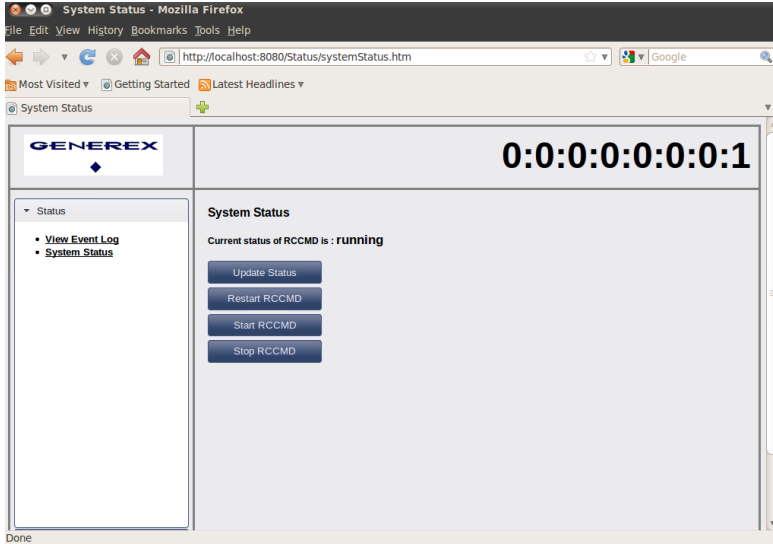 System Status - Mozilla Firefox
File Edit View History Bookmarks Tools Help
http://localhost:8080/Status/systemStatus.htm
Google
Most Visited
Getting Started
Latest Headlines
System Status
GENEREX
0:0:0:0:0:0:0:1
Status
View Event Log
System Status
System Status
Current status of RCCMD is : running
Update Status
Restart RCCMD
Start RCCMD
Stop RCCMD
Done